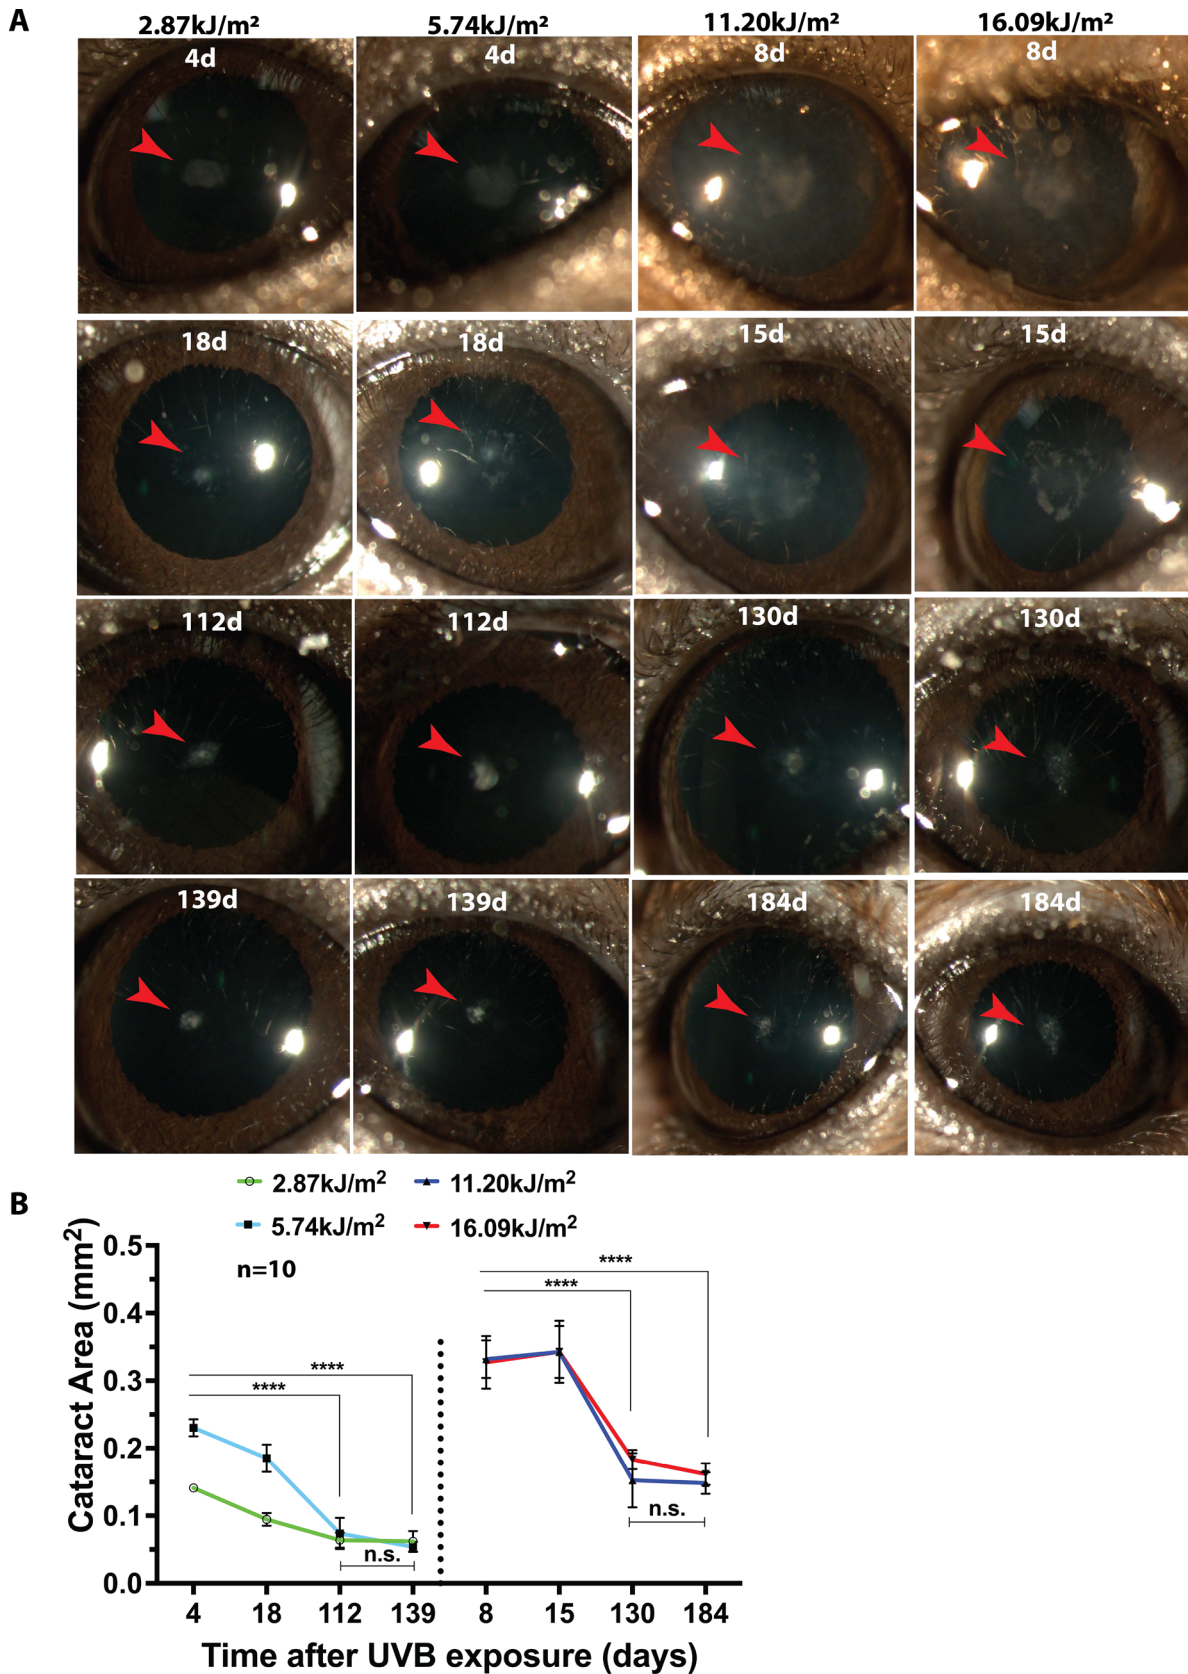 A
2.87kJ/m² 5.74kJ/m² 11.20kJ/m² 16.09kJ/m²
4d 4d 8d 8d
18d 18d 15d 15d
112d 112d 130d 130d
139d 139d 184d 184d
B
2.87kJ/m² 11.20kJ/m²
5.74kJ/m² 16.09kJ/m²
n=10
Cataract Area (mm²)
0.5
0.4
0.3
0.2
0.1
0.0
**** ****
**** ****
n.s. n.s.
4 18 112 139 8 15 130 184
Time after UVB exposure (days)